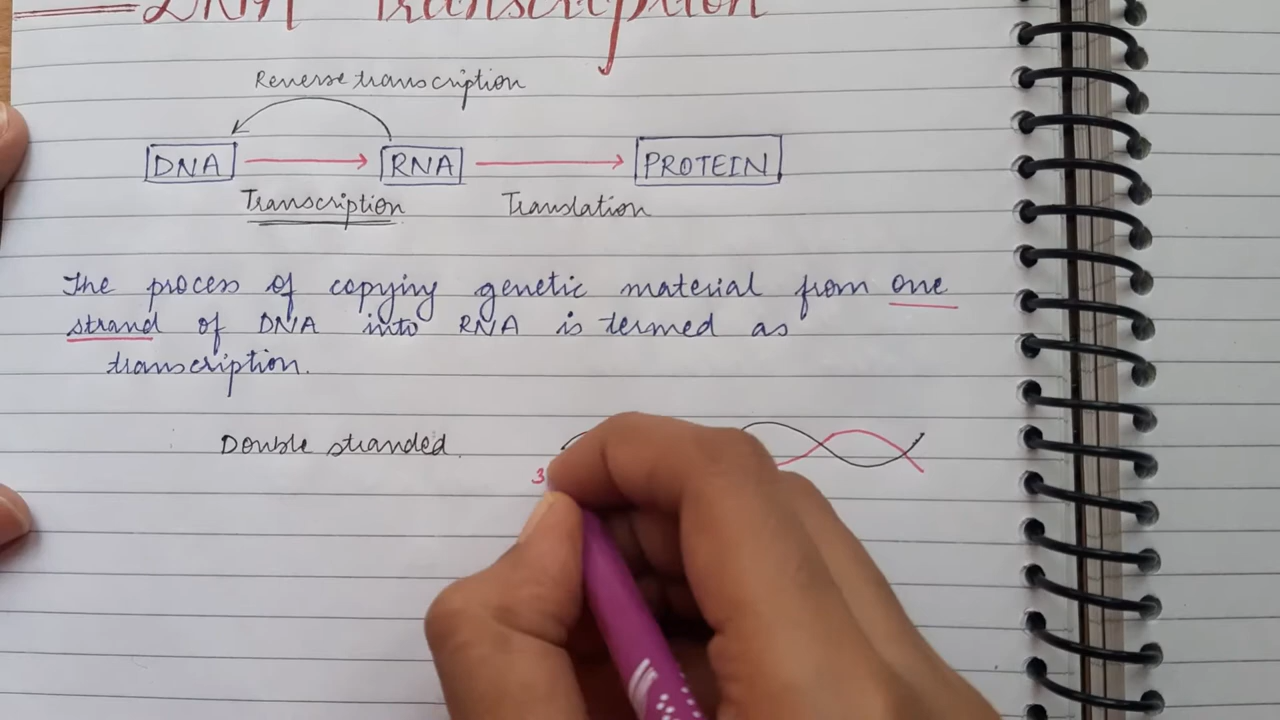 DNA Transcription
Reverse transcription
DNA RNA PROTEIN
Transcription Translation
The process of copying genetic material from one
strand of DNA into RNA is termed as
transcription.
Double stranded.
3